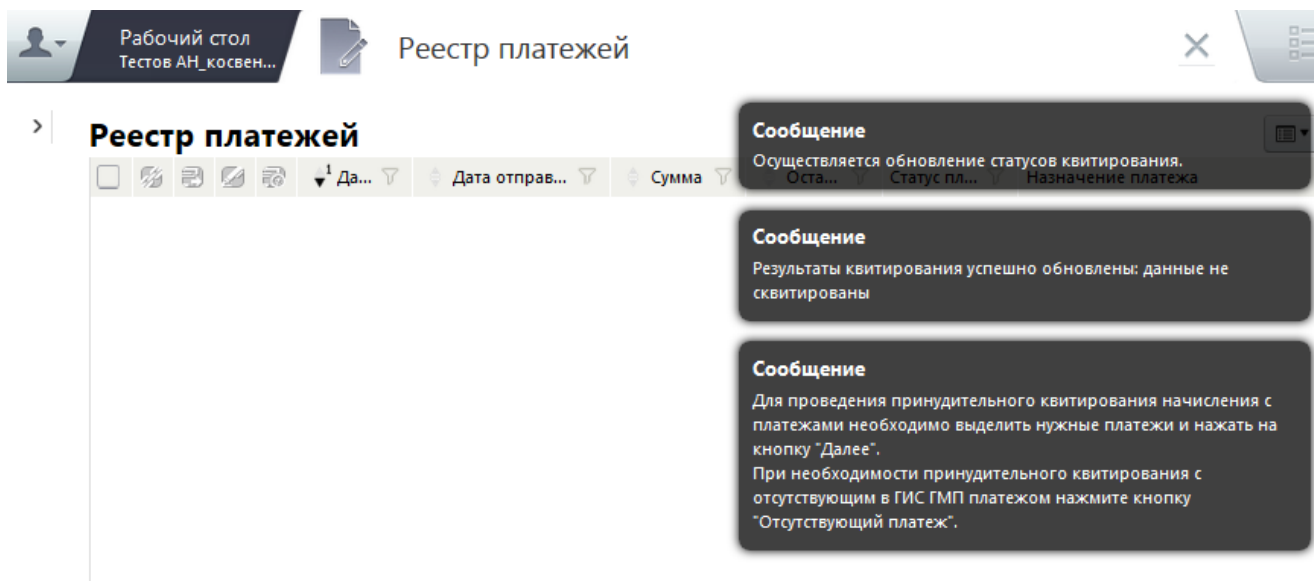 Рабочий стол
Тестов АН_косвен...
Реестр платежей
Реестр платежей
1 Да... Дата отправ... Сумма Оста... Статус пл... Назначение платежа
Сообщение
Осуществляется обновление статусов квитирования.
Сообщение
Результаты квитирования успешно обновлены: данные не
сквитированы
Сообщение
Для проведения принудительного квитирования начисления с
платежами необходимо выделить нужные платежи и нажать на
кнопку "Далее".
При необходимости принудительного квитирования с
отсутствующим в ГИС ГМП платежом нажмите кнопку
"Отсутствующий платеж".